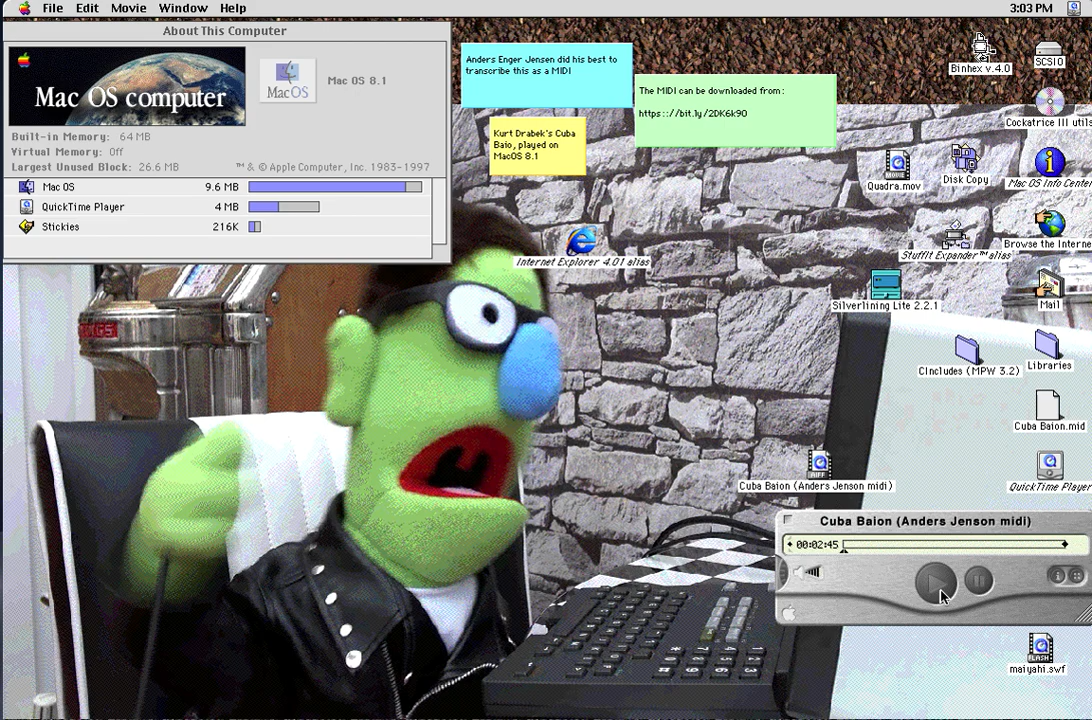 File Edit Movie Window Help
3:03 PM
About This Computer
Mac OS computer
MacOS
Mac OS 8.1
Built-in Memory: 64 MB
Virtual Memory: Off
Largest Unused Block: 26.6 MB
™ & © Apple Computer, Inc. 1983-1997
Mac OS 9.6 MB
QuickTime Player 4 MB
Stickies 216K
Anders Enger Jensen did his best to
transcribe this as a MIDI
The MIDI can be downloaded from:
https://bit.ly/2DK6k90
Kurt Drabek's Cuba
Baio, played on
MacOS 8.1
Binhex v.4.0
SCSI0
Cockatrice III utils
MOVIE
Quadra.mov
Disk Copy
Mac OS Info Center
StuffIt Expander™ alias
Browse the Internet
Internet Explorer 4.01 alias
Silverlining Lite 2.2.1
Mail
CIncludes (MPW 3.2)
Libraries
Cuba Baion.mid
AIFF
Cuba Baion (Anders Jenson midi)
QuickTime Player
Cuba Baion (Anders Jenson midi)
00:02:45
FLASH
maiyahi.swf